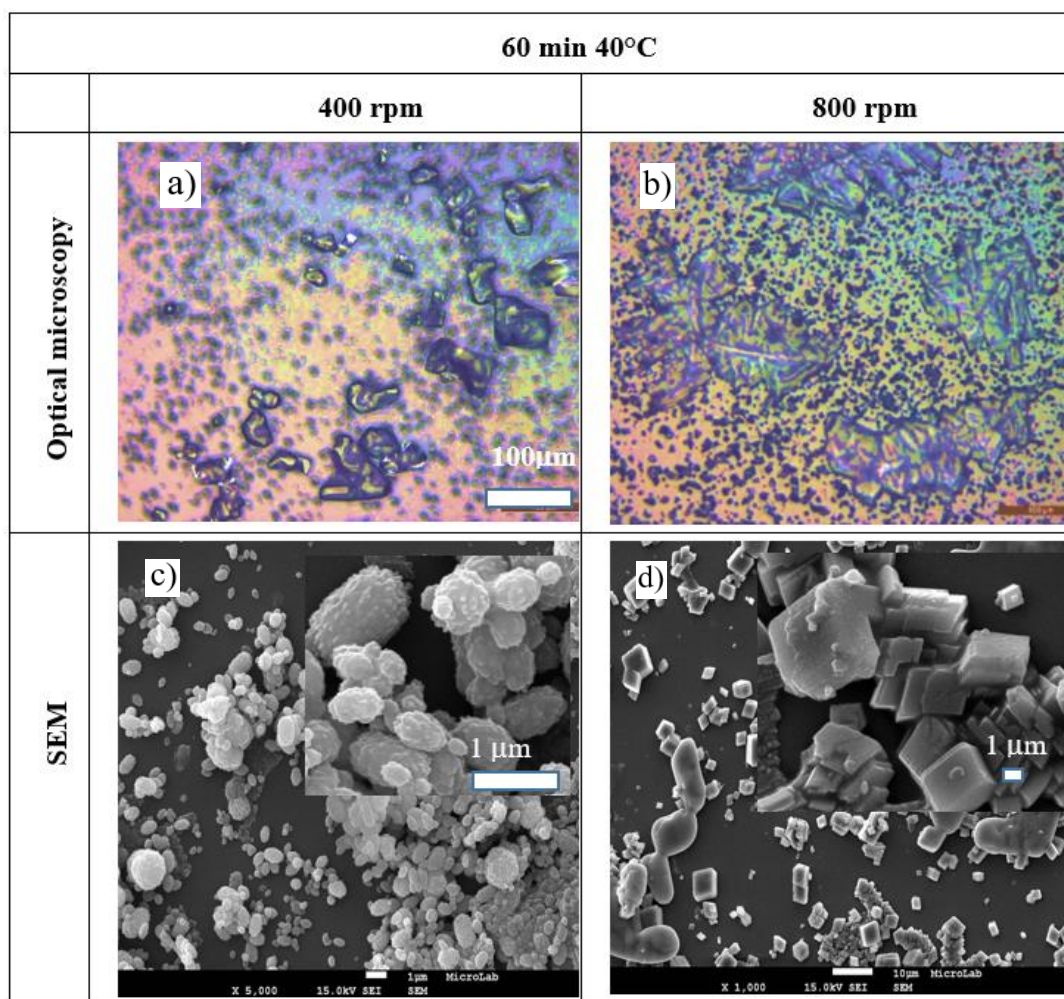 60 min 40°C
400 rpm
800 rpm
Optical microscopy
a)
100µm
b)
SEM
c)
1 µm
1µm MicroLab
X 5,000 15.0kV SEI SEM
d)
1 µm
10µm MicroLab
X 1,000 15.0kV SEI SEM